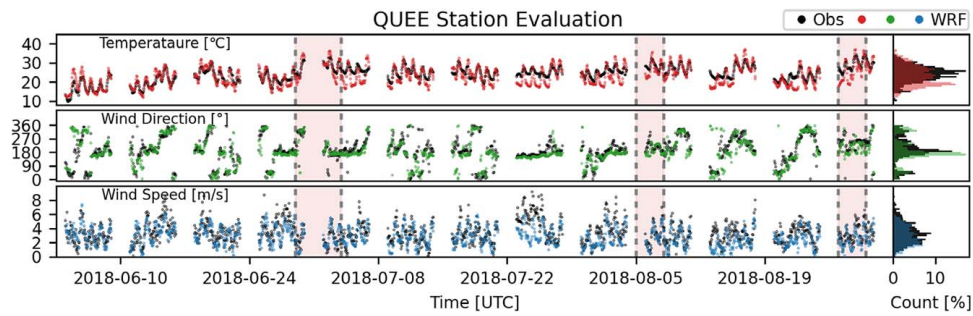 QUEE Station Evaluation
Obs WRF
Temperataure [°C]
40
30
20
10
Wind Direction [°]
360
270
180
90
0
Wind Speed [m/s]
8
6
4
2
0
2018-06-10 2018-06-24 2018-07-08 2018-07-22 2018-08-05 2018-08-19 0 10
Time [UTC] Count [%]